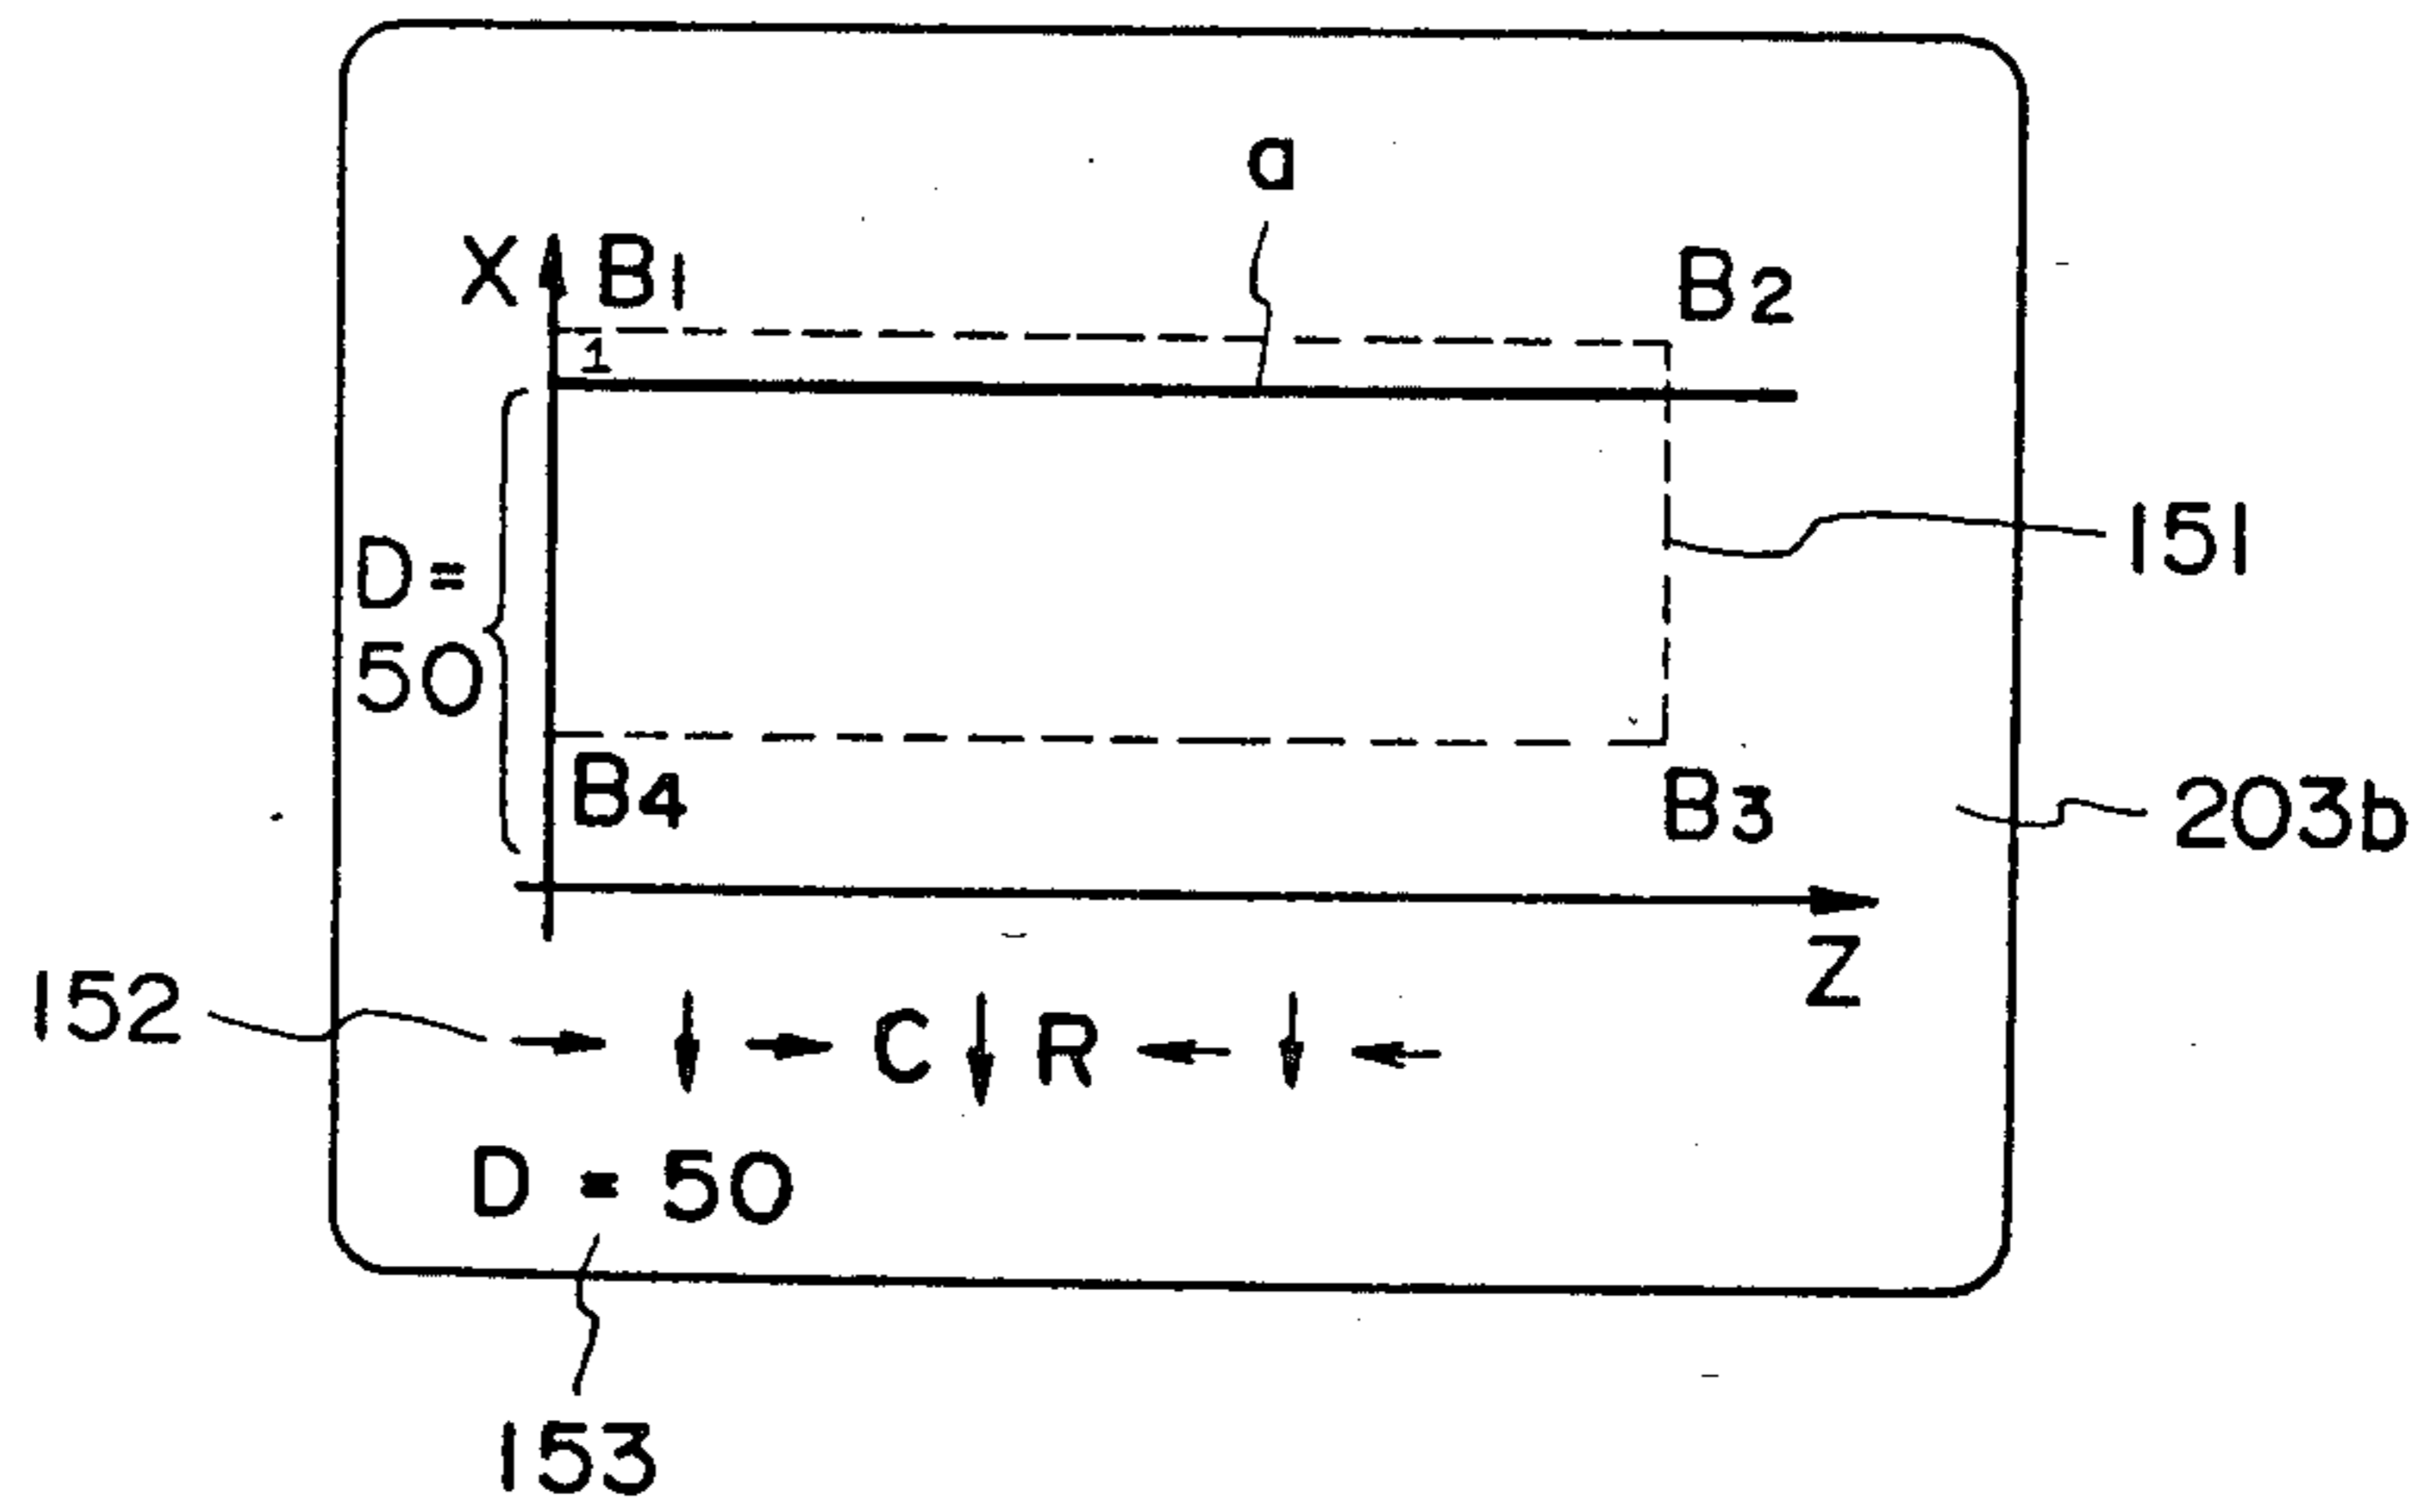 a
X B1 B2
1
D=
50
151
B4 B3
203b
Z
152 → ↓ → C ↓ R ← ↓ ←
D = 50
153